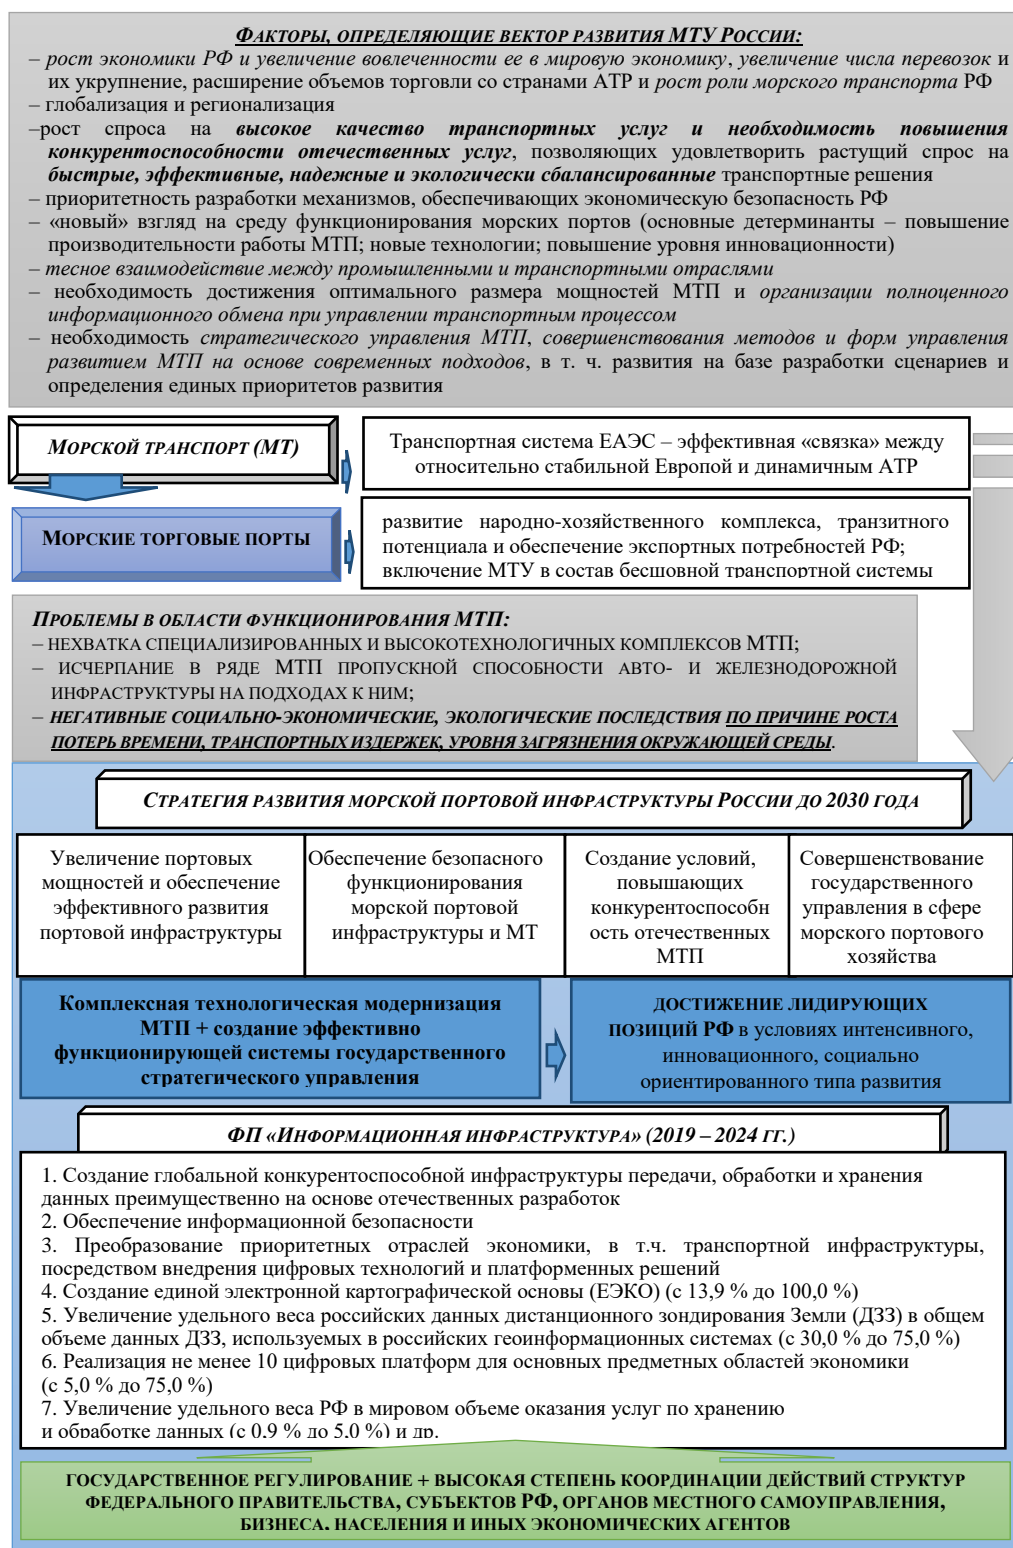 ФАКТОРЫ, ОПРЕДЕЛЯЮЩИЕ ВЕКТОР РАЗВИТИЯ МТУ РОССИИ:
– рост экономики РФ и увеличение вовлеченности ее в мировую экономику, увеличение числа перевозок и
их укрупнение, расширение объемов торговли со странами АТР и рост роли морского транспорта РФ
– глобализация и регионализация
–рост спроса на высокое качество транспортных услуг и необходимость повышения
конкурентоспособности отечественных услуг, позволяющих удовлетворить растущий спрос на
быстрые, эффективные, надежные и экологически сбалансированные транспортные решения
– приоритетность разработки механизмов, обеспечивающих экономическую безопасность РФ
– «новый» взгляд на среду функционирования морских портов (основные детерминанты – повышение
производительности работы МТП; новые технологии; повышение уровня инновационности)
– тесное взаимодействие между промышленными и транспортными отраслями
– необходимость достижения оптимального размера мощностей МТП и организации полноценного
информационного обмена при управлении транспортным процессом
– необходимость стратегического управления МТП, совершенствования методов и форм управления
развитием МТП на основе современных подходов, в т. ч. развития на базе разработки сценариев и
определения единых приоритетов развития
МОРСКОЙ ТРАНСПОРТ (МТ)
Транспортная система ЕАЭС – эффективная «связка» между
относительно стабильной Европой и динамичным АТР
МОРСКИЕ ТОРГОВЫЕ ПОРТЫ
развитие народно-хозяйственного комплекса, транзитного
потенциала и обеспечение экспортных потребностей РФ;
включение МТУ в состав бесшовной транспортной системы
ПРОБЛЕМЫ В ОБЛАСТИ ФУНКЦИОНИРОВАНИЯ МТП:
– НЕХВАТКА СПЕЦИАЛИЗИРОВАННЫХ И ВЫСОКОТЕХНОЛОГИЧНЫХ КОМПЛЕКСОВ МТП;
– ИСЧЕРПАНИЕ В РЯДЕ МТП ПРОПУСКНОЙ СПОСОБНОСТИ АВТО- И ЖЕЛЕЗНОДОРОЖНОЙ
ИНФРАСТРУКТУРЫ НА ПОДХОДАХ К НИМ;
– НЕГАТИВНЫЕ СОЦИАЛЬНО-ЭКОНОМИЧЕСКИЕ, ЭКОЛОГИЧЕСКИЕ ПОСЛЕДСТВИЯ ПО ПРИЧИНЕ РОСТА
ПОТЕРЬ ВРЕМЕНИ, ТРАНСПОРТНЫХ ИЗДЕРЖЕК, УРОВНЯ ЗАГРЯЗНЕНИЯ ОКРУЖАЮЩЕЙ СРЕДЫ.
СТРАТЕГИЯ РАЗВИТИЯ МОРСКОЙ ПОРТОВОЙ ИНФРАСТРУКТУРЫ РОССИИ ДО 2030 ГОДА
Увеличение портовых
мощностей и обеспечение
эффективного развития
портовой инфраструктуры
Обеспечение безопасного
функционирования
морской портовой
инфраструктуры и МТ
Создание условий,
повышающих
конкурентоспособн
ость отечественных
МТП
Совершенствование
государственного
управления в сфере
морского портового
хозяйства
Комплексная технологическая модернизация
МТП + создание эффективно
функционирующей системы государственного
стратегического управления
ДОСТИЖЕНИЕ ЛИДИРУЮЩИХ
ПОЗИЦИЙ РФ в условиях интенсивного,
инновационного, социально
ориентированного типа развития
ФП «ИНФОРМАЦИОННАЯ ИНФРАСТРУКТУРА» (2019 – 2024 ГГ.)
1. Создание глобальной конкурентоспособной инфраструктуры передачи, обработки и хранения
данных преимущественно на основе отечественных разработок
2. Обеспечение информационной безопасности
3. Преобразование приоритетных отраслей экономики, в т.ч. транспортной инфраструктуры,
посредством внедрения цифровых технологий и платформенных решений
4. Создание единой электронной картографической основы (ЕЭКО) (с 13,9 % до 100,0 %)
5. Увеличение удельного веса российских данных дистанционного зондирования Земли (ДЗЗ) в общем
объеме данных ДЗЗ, используемых в российских геоинформационных системах (с 30,0 % до 75,0 %)
6. Реализация не менее 10 цифровых платформ для основных предметных областей экономики
(с 5,0 % до 75,0 %)
7. Увеличение удельного веса РФ в мировом объеме оказания услуг по хранению
и обработке данных (с 0,9 % до 5,0 %) и др.
ГОСУДАРСТВЕННОЕ РЕГУЛИРОВАНИЕ + ВЫСОКАЯ СТЕПЕНЬ КООРДИНАЦИИ ДЕЙСТВИЙ СТРУКТУР
ФЕДЕРАЛЬНОГО ПРАВИТЕЛЬСТВА, СУБЪЕКТОВ РФ, ОРГАНОВ МЕСТНОГО САМОУПРАВЛЕНИЯ,
БИЗНЕСА, НАСЕЛЕНИЯ И ИНЫХ ЭКОНОМИЧЕСКИХ АГЕНТОВ